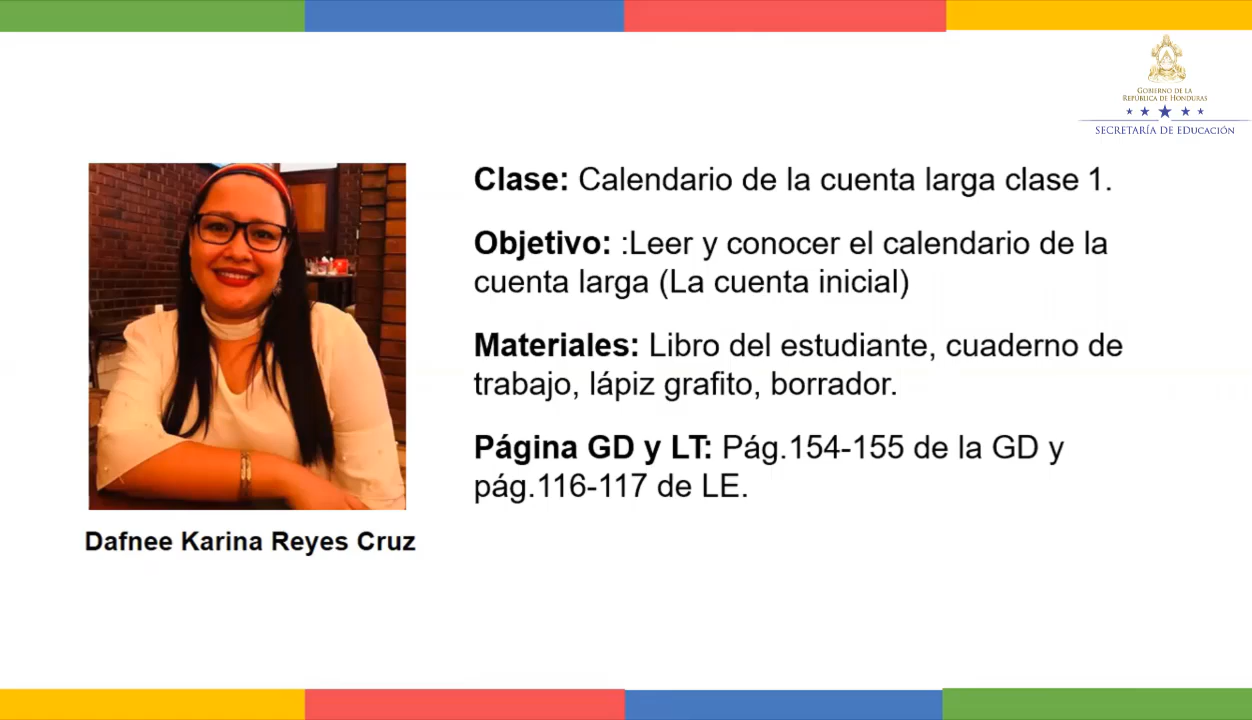 GOBIERNO DE LA
REPÚBLICA DE HONDURAS
SECRETARÍA DE EDUCACIÓN
Clase: Calendario de la cuenta larga clase 1.
Objetivo: :Leer y conocer el calendario de la
cuenta larga (La cuenta inicial)
Materiales: Libro del estudiante, cuaderno de
trabajo, lápiz grafito, borrador.
Página GD y LT: Pág.154-155 de la GD y
pág.116-117 de LE.
Dafnee Karina Reyes Cruz